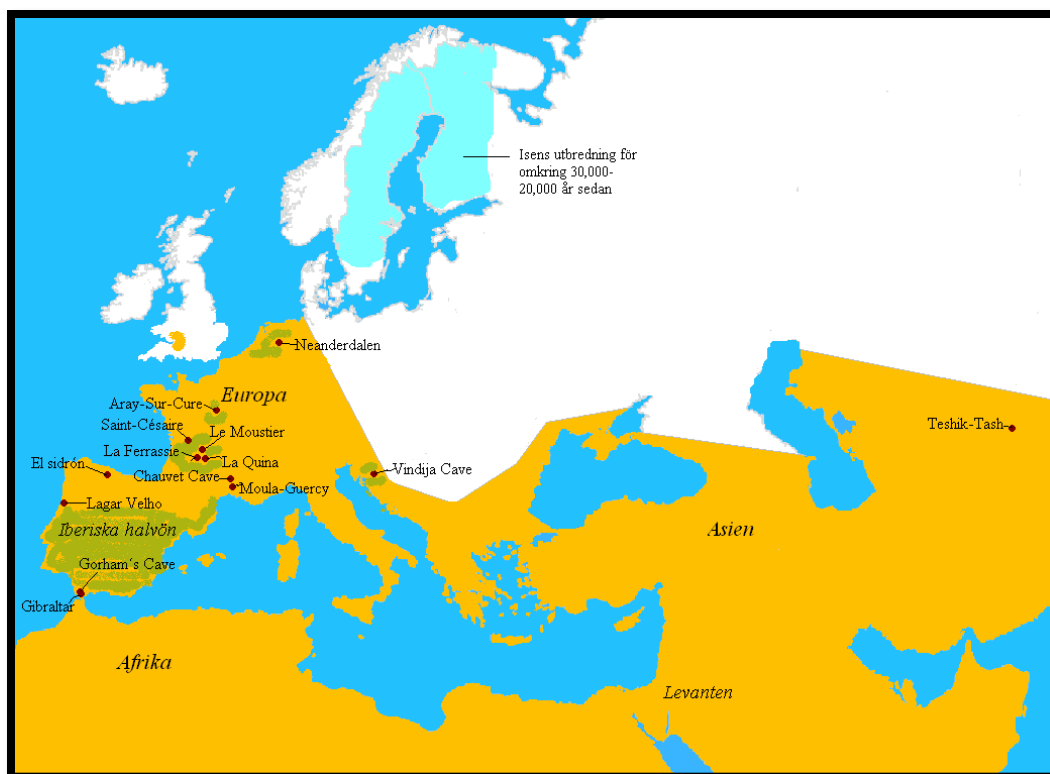 Isens utbredning för
omkring 30,000-
20,000 år sedan
Neanderdalen
Europa
Aray-Sur-Cure
Saint-Césaire
Le Moustier
La Ferrassie
La Quina
El sidrón
Chauvet Cave
Moula-Guercy
Vindija Cave
Teshik-Tash
Lagar Velho
Iberiska halvön
Asien
Gorham´s Cave
Gibraltar
Afrika
Levanten